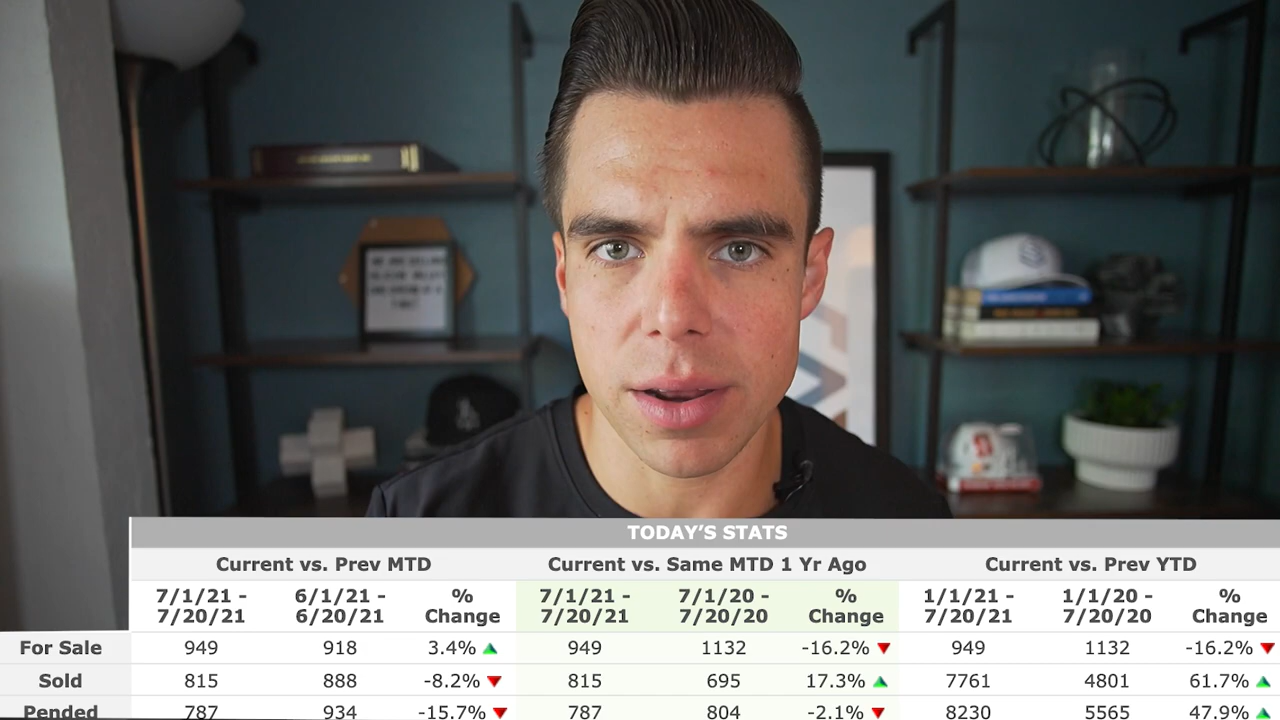 TODAY'S STATS
Current vs. Prev MTD Current vs. Same MTD 1 Yr Ago Current vs. Prev YTD
7/1/21 - 7/20/21 6/1/21 - 6/20/21 % Change 7/1/21 - 7/20/21 7/1/20 - 7/20/20 % Change 1/1/21 - 7/20/21 1/1/20 - 7/20/20 % Change
For Sale 949 918 3.4% 949 1132 -16.2% 949 1132 -16.2%
Sold 815 888 -8.2% 815 695 17.3% 7761 4801 61.7%
Pended 787 934 -15.7% 787 804 -2.1% 8230 5565 47.9%